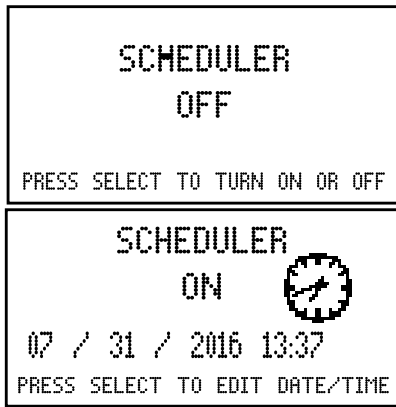 SCHEDULER
OFF
PRESS SELECT TO TURN ON OR OFF
SCHEDULER
ON
07 / 31 / 2016 13:37
PRESS SELECT TO EDIT DATE/TIME